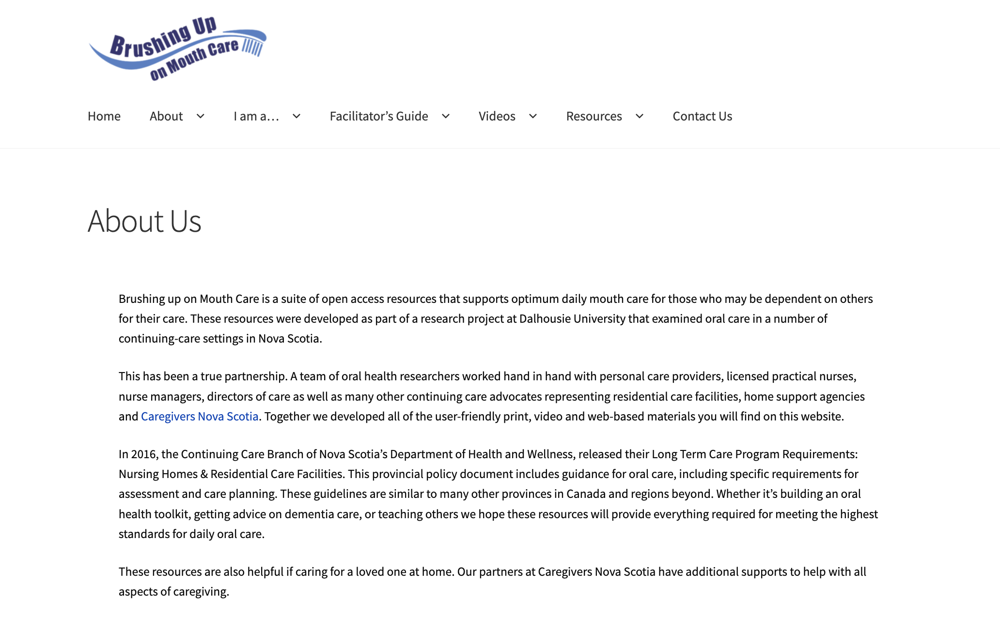 Brushing Up
on Mouth Care
Home About I am a… Facilitator’s Guide Videos Resources Contact Us
About Us
Brushing up on Mouth Care is a suite of open access resources that supports optimum daily mouth care for those who may be dependent on others
for their care. These resources were developed as part of a research project at Dalhousie University that examined oral care in a number of
continuing-care settings in Nova Scotia.
This has been a true partnership. A team of oral health researchers worked hand in hand with personal care providers, licensed practical nurses,
nurse managers, directors of care as well as many other continuing care advocates representing residential care facilities, home support agencies
and Caregivers Nova Scotia. Together we developed all of the user-friendly print, video and web-based materials you will find on this website.
In 2016, the Continuing Care Branch of Nova Scotia’s Department of Health and Wellness, released their Long Term Care Program Requirements:
Nursing Homes & Residential Care Facilities. This provincial policy document includes guidance for oral care, including specific requirements for
assessment and care planning. These guidelines are similar to many other provinces in Canada and regions beyond. Whether it’s building an oral
health toolkit, getting advice on dementia care, or teaching others we hope these resources will provide everything required for meeting the highest
standards for daily oral care.
These resources are also helpful if caring for a loved one at home. Our partners at Caregivers Nova Scotia have additional supports to help with all
aspects of caregiving.